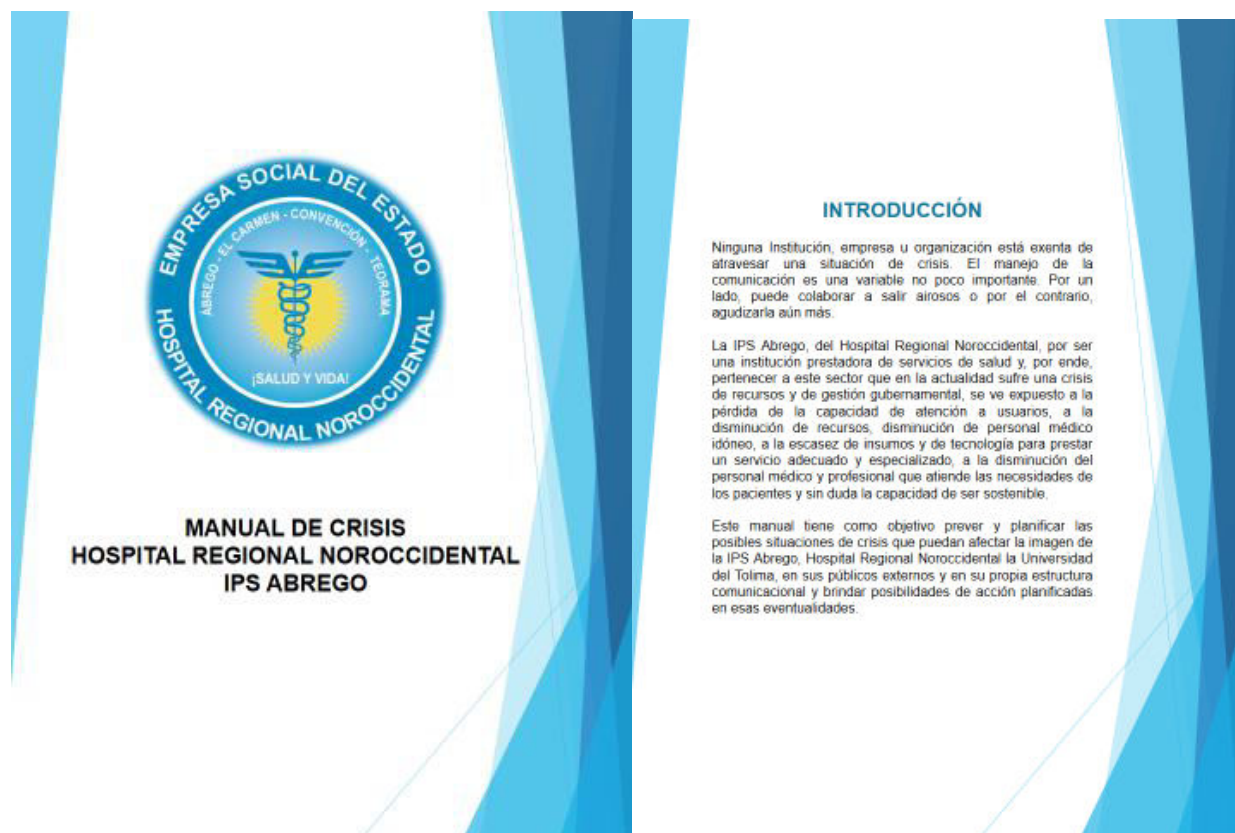 EMPRESA SOCIAL DEL ESTADO
ABREGO - EL CARMEN - CONVENCIÓN - TEORAMA
¡SALUD Y VIDA!
HOSPITAL REGIONAL NOROCCIDENTAL
MANUAL DE CRISIS
HOSPITAL REGIONAL NOROCCIDENTAL
IPS ABREGO
INTRODUCCIÓN
Ninguna Institución, empresa u organización está exenta de
atravesar una situación de crisis. El manejo de la
comunicación es una variable no poco importante. Por un
lado, puede colaborar a salir airosos o por el contrario,
agudizarla aún más.
La IPS Abrego, del Hospital Regional Noroccidental, por ser
una institución prestadora de servicios de salud y, por ende,
pertenecer a este sector que en la actualidad sufre una crisis
de recursos y de gestión gubernamental, se ve expuesto a la
pérdida de la capacidad de atención a usuarios, a la
disminución de recursos, disminución de personal médico
idóneo, a la escasez de insumos y de tecnología para prestar
un servicio adecuado y especializado, a la disminución del
personal médico y profesional que atiende las necesidades de
los pacientes y sin duda la capacidad de ser sostenible.
Este manual tiene como objetivo prever y planificar las
posibles situaciones de crisis que puedan afectar la imagen de
la IPS Abrego, Hospital Regional Noroccidental la Universidad
del Tolima, en sus públicos externos y en su propia estructura
comunicacional y brindar posibilidades de acción planificadas
en esas eventualidades.